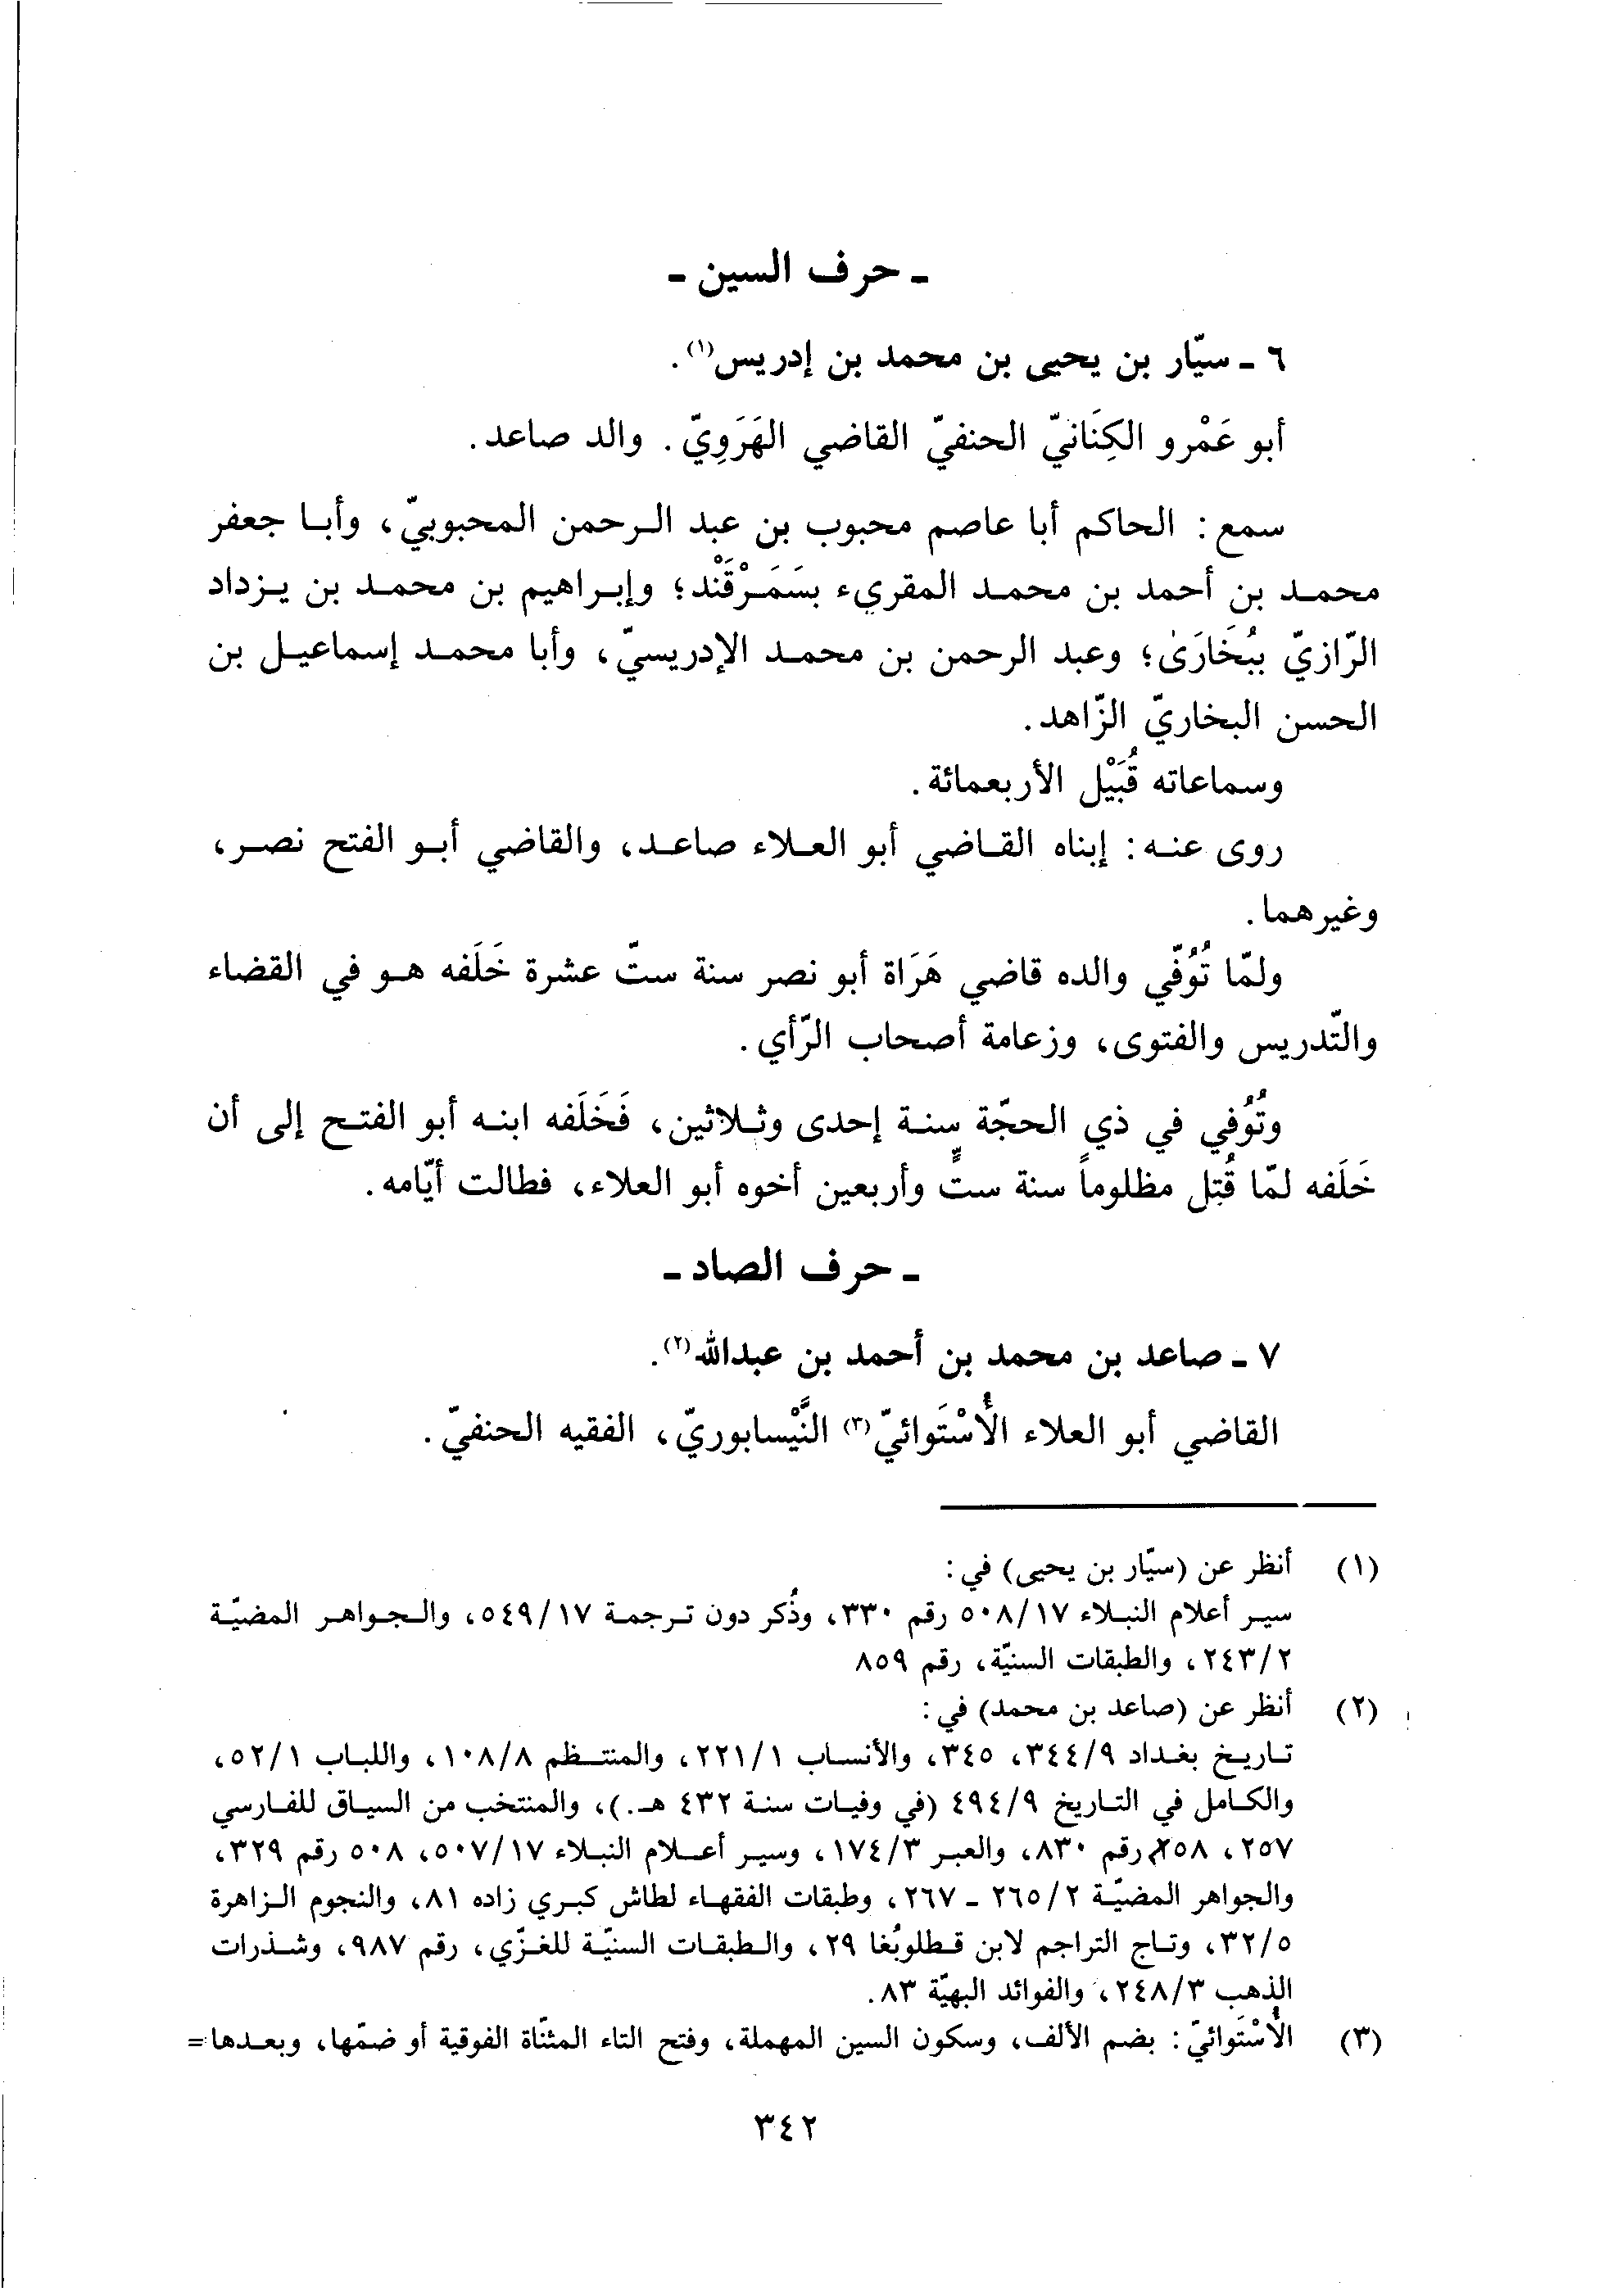 ـ حرف السين ـ
٦ ـ سيّار بن يحيى بن محمد بن إدريس(١).
أبو عَمْرو الكِنَانيّ الحنفيّ القاضي الهَرَوِيّ. والد صاعد.
سمع: الحاكم أبا عاصم محبوب بن عبد الرحمن المحبوبيّ، وأبا جعفر
محمد بن أحمد بن محمد المقريء بسَمَرْقَنْد؛ وإبراهيم بن محمد بن يزداد
الرّازيّ ببُخَارَىٰ؛ وعبد الرحمن بن محمد الإدريسيّ، وأبا محمد إسماعيل بن
الحسن البخاريّ الزّاهد.
وسماعاته قُبَيْل الأربعمائة.
روى عنه: إبناه القاضي أبو العلاء صاعد، والقاضي أبو الفتح نصر،
وغيرهما.
ولمّا تُوُفّي والده قاضي هَرَاة أبو نصر سنة ستّ عشرة خَلَفه هو في القضاء
والتّدريس والفتوى، وزعامة أصحاب الرّأي.
وتُوُفي في ذي الحجّة سنة إحدى وثلاثين، فَخَلَفه ابنه أبو الفتح إلى أن
خَلَفه لمّا قُتِل مظلوماً سنة ستٍّ وأربعين أخوه أبو العلاء، فطالت أيّامه.
ـ حرف الصاد ـ
٧ ـ صاعد بن محمد بن أحمد بن عبدالله(٢).
القاضي أبو العلاء الأُسْتَوائيّ(٣) النَّيْسابوريّ، الفقيه الحنفيّ.
(١) أنظر عن (سيّار بن يحيى) في:
سير أعلام النبلاء ٥٠٨/١٧ رقم ٣٣٠، وذُكر دون ترجمة ٥٤٩/١٧، والجواهر المضيّة
٢٤٣/٢، والطبقات السنيّة، رقم ٨٥٩
(٢) أنظر عن (صاعد بن محمد) في:
تاريخ بغداد ٣٤٤/٩، ٣٤٥، والأنساب ٢٢١/١، والمنتظم ١٠٨/٨، واللباب ٥٢/١،
والكامل في التاريخ ٤٩٤/٩ (في وفيات سنة ٤٣٢ هـ.)، والمنتخب من السياق للفارسي
٢٥٧، ٢٥٨ رقم ٨٣٠، والعبر ١٧٤/٣، وسير أعلام النبلاء ٥٠٧/١٧، ٥٠٨ رقم ٣٢٩،
والجواهر المضيّة ٢٦٥/٢ ـ ٢٦٧، وطبقات الفقهاء لطاش كبري زاده ٨١، والنجوم الزاهرة
٣٢/٥، وتاج التراجم لابن قطلوبُغا ٢٩، والطبقات السنيّة للغزّي، رقم ٩٨٧، وشذرات
الذهب ٢٤٨/٣، والفوائد البهيّة ٨٣.
(٣) الأُسْتَوائيّ: بضم الألف، وسكون السين المهملة، وفتح التاء المثنّاة الفوقية أو ضمّها، وبعدها=
٣٤٢